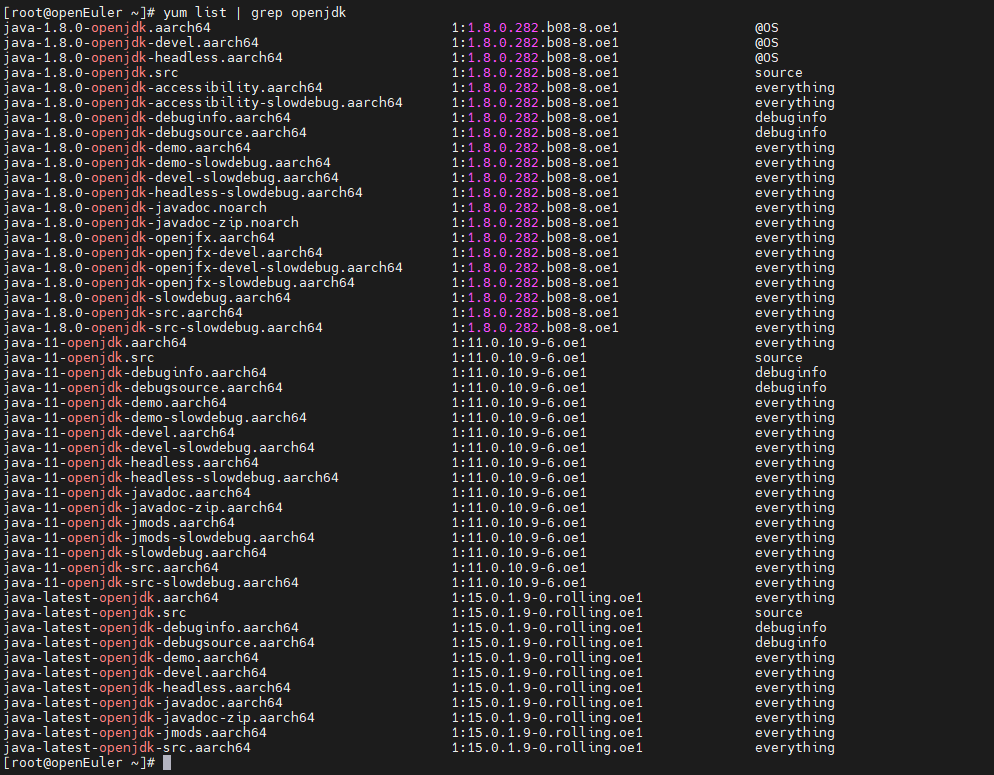 [root@openEuler ~]# yum list | grep openjdk
java-1.8.0-openjdk.aarch64 1:1.8.0.282.b08-8.oe1 @OS
java-1.8.0-openjdk-devel.aarch64 1:1.8.0.282.b08-8.oe1 @OS
java-1.8.0-openjdk-headless.aarch64 1:1.8.0.282.b08-8.oe1 @OS
java-1.8.0-openjdk.src 1:1.8.0.282.b08-8.oe1 source
java-1.8.0-openjdk-accessibility.aarch64 1:1.8.0.282.b08-8.oe1 everything
java-1.8.0-openjdk-accessibility-slowdebug.aarch64 1:1.8.0.282.b08-8.oe1 everything
java-1.8.0-openjdk-debuginfo.aarch64 1:1.8.0.282.b08-8.oe1 debuginfo
java-1.8.0-openjdk-debugsource.aarch64 1:1.8.0.282.b08-8.oe1 debuginfo
java-1.8.0-openjdk-demo.aarch64 1:1.8.0.282.b08-8.oe1 everything
java-1.8.0-openjdk-demo-slowdebug.aarch64 1:1.8.0.282.b08-8.oe1 everything
java-1.8.0-openjdk-devel-slowdebug.aarch64 1:1.8.0.282.b08-8.oe1 everything
java-1.8.0-openjdk-headless-slowdebug.aarch64 1:1.8.0.282.b08-8.oe1 everything
java-1.8.0-openjdk-javadoc.noarch 1:1.8.0.282.b08-8.oe1 everything
java-1.8.0-openjdk-javadoc-zip.noarch 1:1.8.0.282.b08-8.oe1 everything
java-1.8.0-openjdk-openjfx.aarch64 1:1.8.0.282.b08-8.oe1 everything
java-1.8.0-openjdk-openjfx-devel.aarch64 1:1.8.0.282.b08-8.oe1 everything
java-1.8.0-openjdk-openjfx-devel-slowdebug.aarch64 1:1.8.0.282.b08-8.oe1 everything
java-1.8.0-openjdk-openjfx-slowdebug.aarch64 1:1.8.0.282.b08-8.oe1 everything
java-1.8.0-openjdk-slowdebug.aarch64 1:1.8.0.282.b08-8.oe1 everything
java-1.8.0-openjdk-src.aarch64 1:1.8.0.282.b08-8.oe1 everything
java-1.8.0-openjdk-src-slowdebug.aarch64 1:1.8.0.282.b08-8.oe1 everything
java-11-openjdk.aarch64 1:11.0.10.9-6.oe1 everything
java-11-openjdk.src 1:11.0.10.9-6.oe1 source
java-11-openjdk-debuginfo.aarch64 1:11.0.10.9-6.oe1 debuginfo
java-11-openjdk-debugsource.aarch64 1:11.0.10.9-6.oe1 debuginfo
java-11-openjdk-demo.aarch64 1:11.0.10.9-6.oe1 everything
java-11-openjdk-demo-slowdebug.aarch64 1:11.0.10.9-6.oe1 everything
java-11-openjdk-devel.aarch64 1:11.0.10.9-6.oe1 everything
java-11-openjdk-devel-slowdebug.aarch64 1:11.0.10.9-6.oe1 everything
java-11-openjdk-headless.aarch64 1:11.0.10.9-6.oe1 everything
java-11-openjdk-headless-slowdebug.aarch64 1:11.0.10.9-6.oe1 everything
java-11-openjdk-javadoc.aarch64 1:11.0.10.9-6.oe1 everything
java-11-openjdk-javadoc-zip.aarch64 1:11.0.10.9-6.oe1 everything
java-11-openjdk-jmods.aarch64 1:11.0.10.9-6.oe1 everything
java-11-openjdk-jmods-slowdebug.aarch64 1:11.0.10.9-6.oe1 everything
java-11-openjdk-slowdebug.aarch64 1:11.0.10.9-6.oe1 everything
java-11-openjdk-src.aarch64 1:11.0.10.9-6.oe1 everything
java-11-openjdk-src-slowdebug.aarch64 1:11.0.10.9-6.oe1 everything
java-latest-openjdk.aarch64 1:15.0.1.9-0.rolling.oe1 everything
java-latest-openjdk.src 1:15.0.1.9-0.rolling.oe1 source
java-latest-openjdk-debuginfo.aarch64 1:15.0.1.9-0.rolling.oe1 debuginfo
java-latest-openjdk-debugsource.aarch64 1:15.0.1.9-0.rolling.oe1 debuginfo
java-latest-openjdk-demo.aarch64 1:15.0.1.9-0.rolling.oe1 everything
java-latest-openjdk-devel.aarch64 1:15.0.1.9-0.rolling.oe1 everything
java-latest-openjdk-headless.aarch64 1:15.0.1.9-0.rolling.oe1 everything
java-latest-openjdk-javadoc.aarch64 1:15.0.1.9-0.rolling.oe1 everything
java-latest-openjdk-javadoc-zip.aarch64 1:15.0.1.9-0.rolling.oe1 everything
java-latest-openjdk-jmods.aarch64 1:15.0.1.9-0.rolling.oe1 everything
java-latest-openjdk-src.aarch64 1:15.0.1.9-0.rolling.oe1 everything
[root@openEuler ~]#